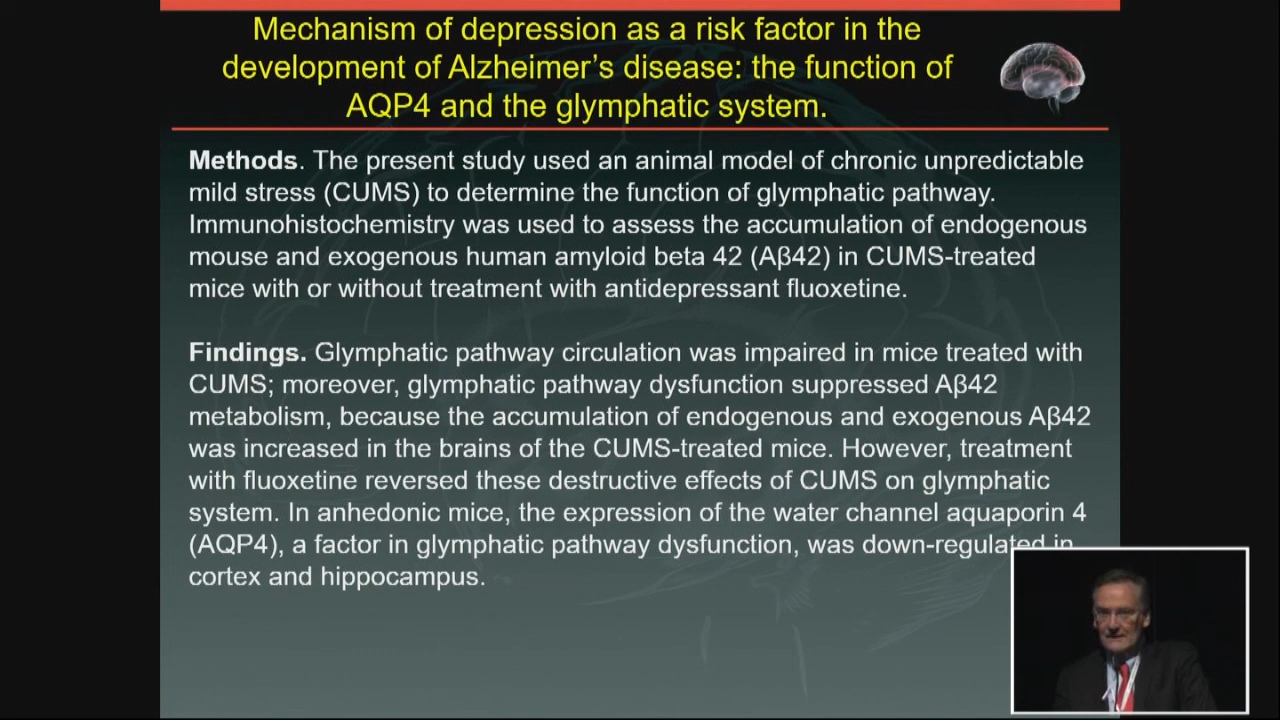 Mechanism of depression as a risk factor in the
development of Alzheimer’s disease: the function of
AQP4 and the glymphatic system.
Methods. The present study used an animal model of chronic unpredictable
mild stress (CUMS) to determine the function of glymphatic pathway.
Immunohistochemistry was used to assess the accumulation of endogenous
mouse and exogenous human amyloid beta 42 (Aβ42) in CUMS-treated
mice with or without treatment with antidepressant fluoxetine.
Findings. Glymphatic pathway circulation was impaired in mice treated with
CUMS; moreover, glymphatic pathway dysfunction suppressed Aβ42
metabolism, because the accumulation of endogenous and exogenous Aβ42
was increased in the brains of the CUMS-treated mice. However, treatment
with fluoxetine reversed these destructive effects of CUMS on glymphatic
system. In anhedonic mice, the expression of the water channel aquaporin 4
(AQP4), a factor in glymphatic pathway dysfunction, was down-regulated in
cortex and hippocampus.